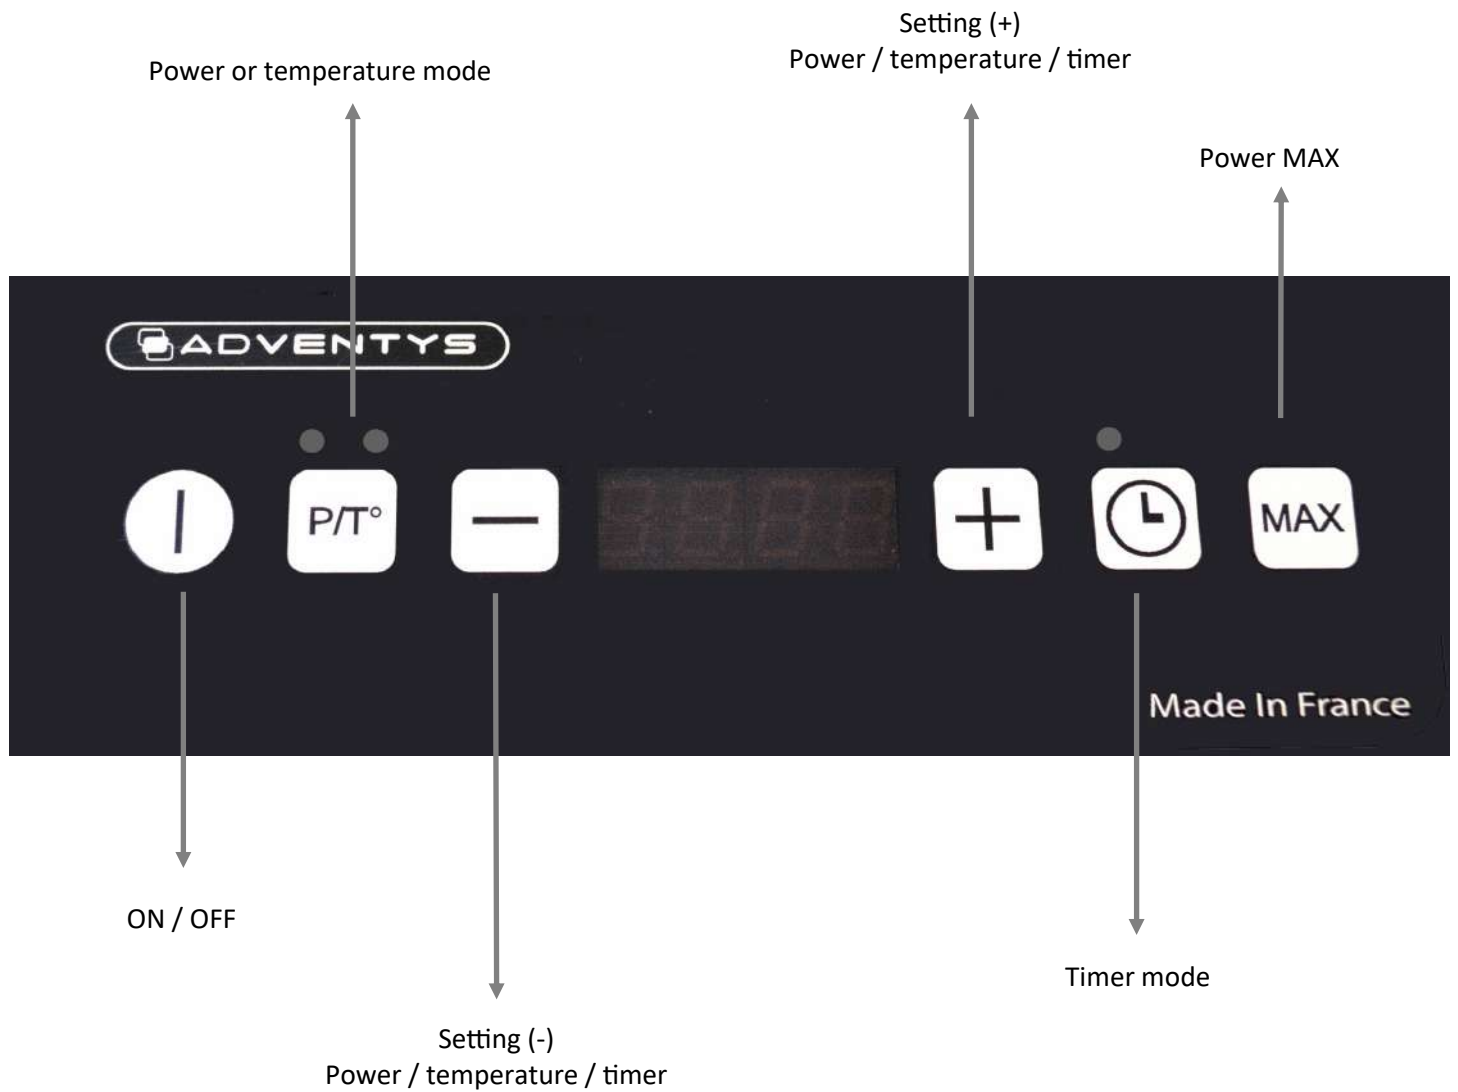 Setting (+)
Power / temperature / timer
Power or temperature mode
Power MAX
ADVENTYS
P/T°
MAX
Made In France
ON / OFF
Timer mode
Setting (-)
Power / temperature / timer